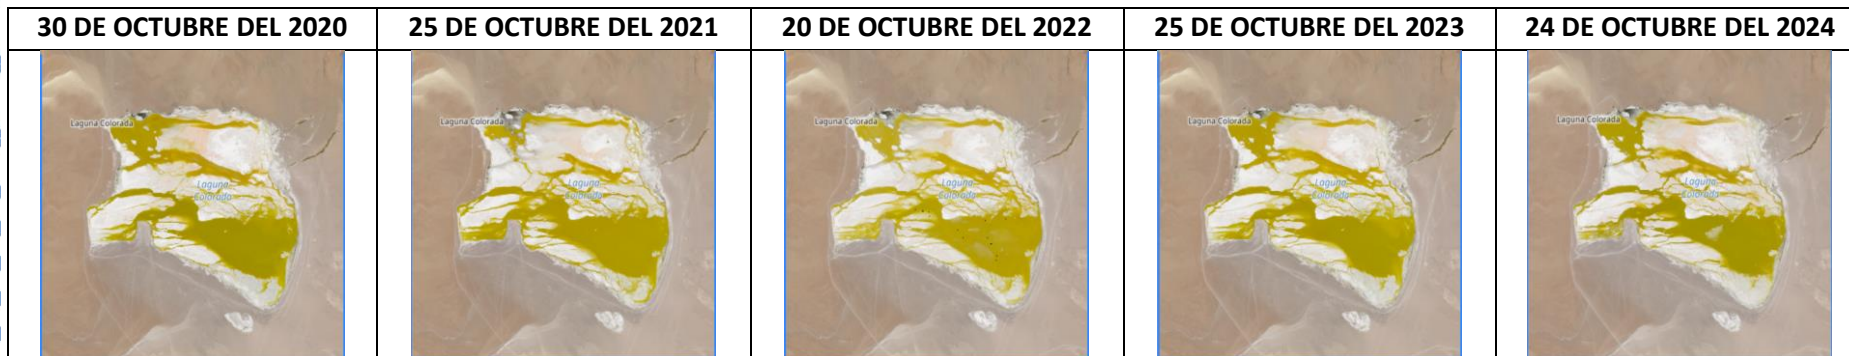 30 DE OCTUBRE DEL 2020
25 DE OCTUBRE DEL 2021
20 DE OCTUBRE DEL 2022
25 DE OCTUBRE DEL 2023
24 DE OCTUBRE DEL 2024
Laguna Colorada
Laguna
Colorada
Laguna Colorada
Laguna
Colorada
Laguna Colorada
Laguna
Colorada
Laguna Colorada
Laguna
Colorada
Laguna Colorada
Laguna
Colorada